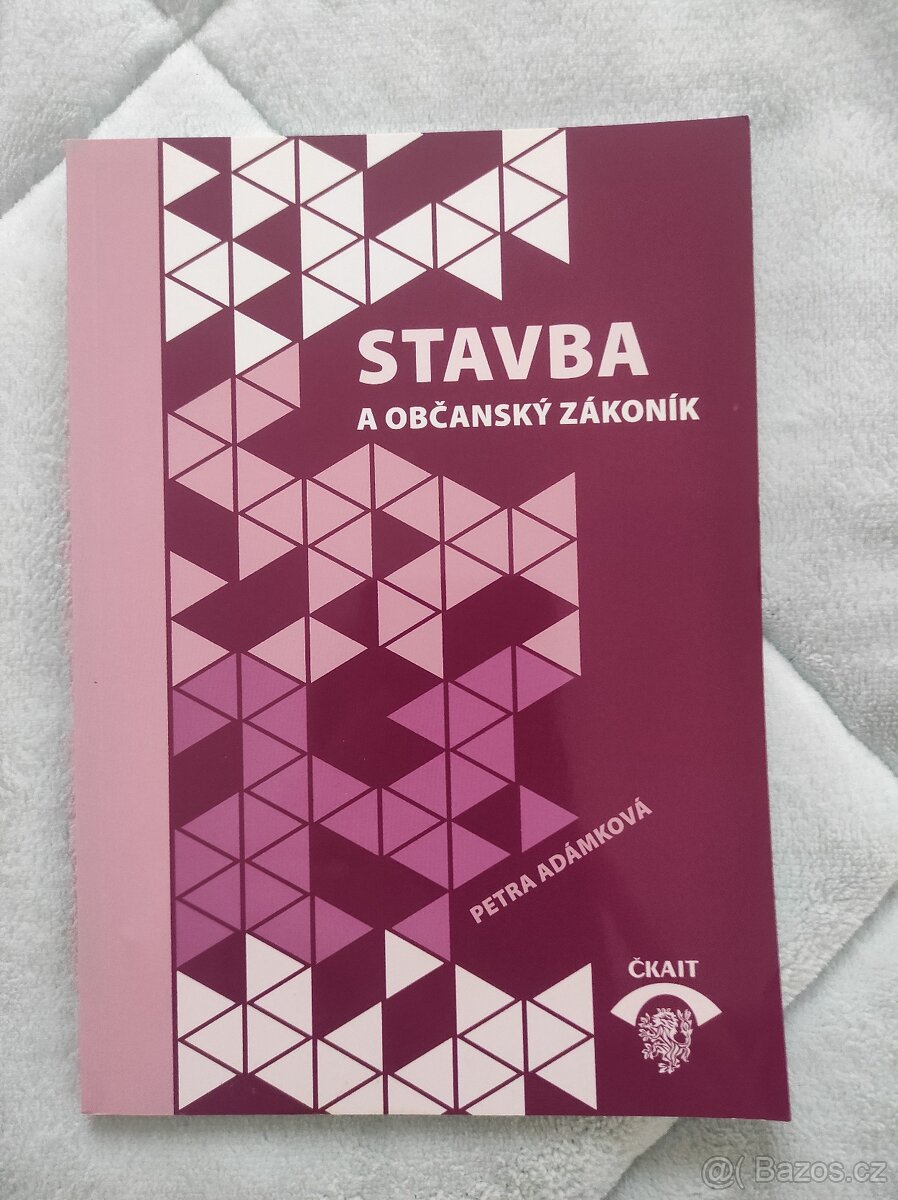 STAVBA
A OBČANSKÝ ZÁKONÍK
PETRA ADÁMKOVÁ
ČKAIT
@( Bazos.cz